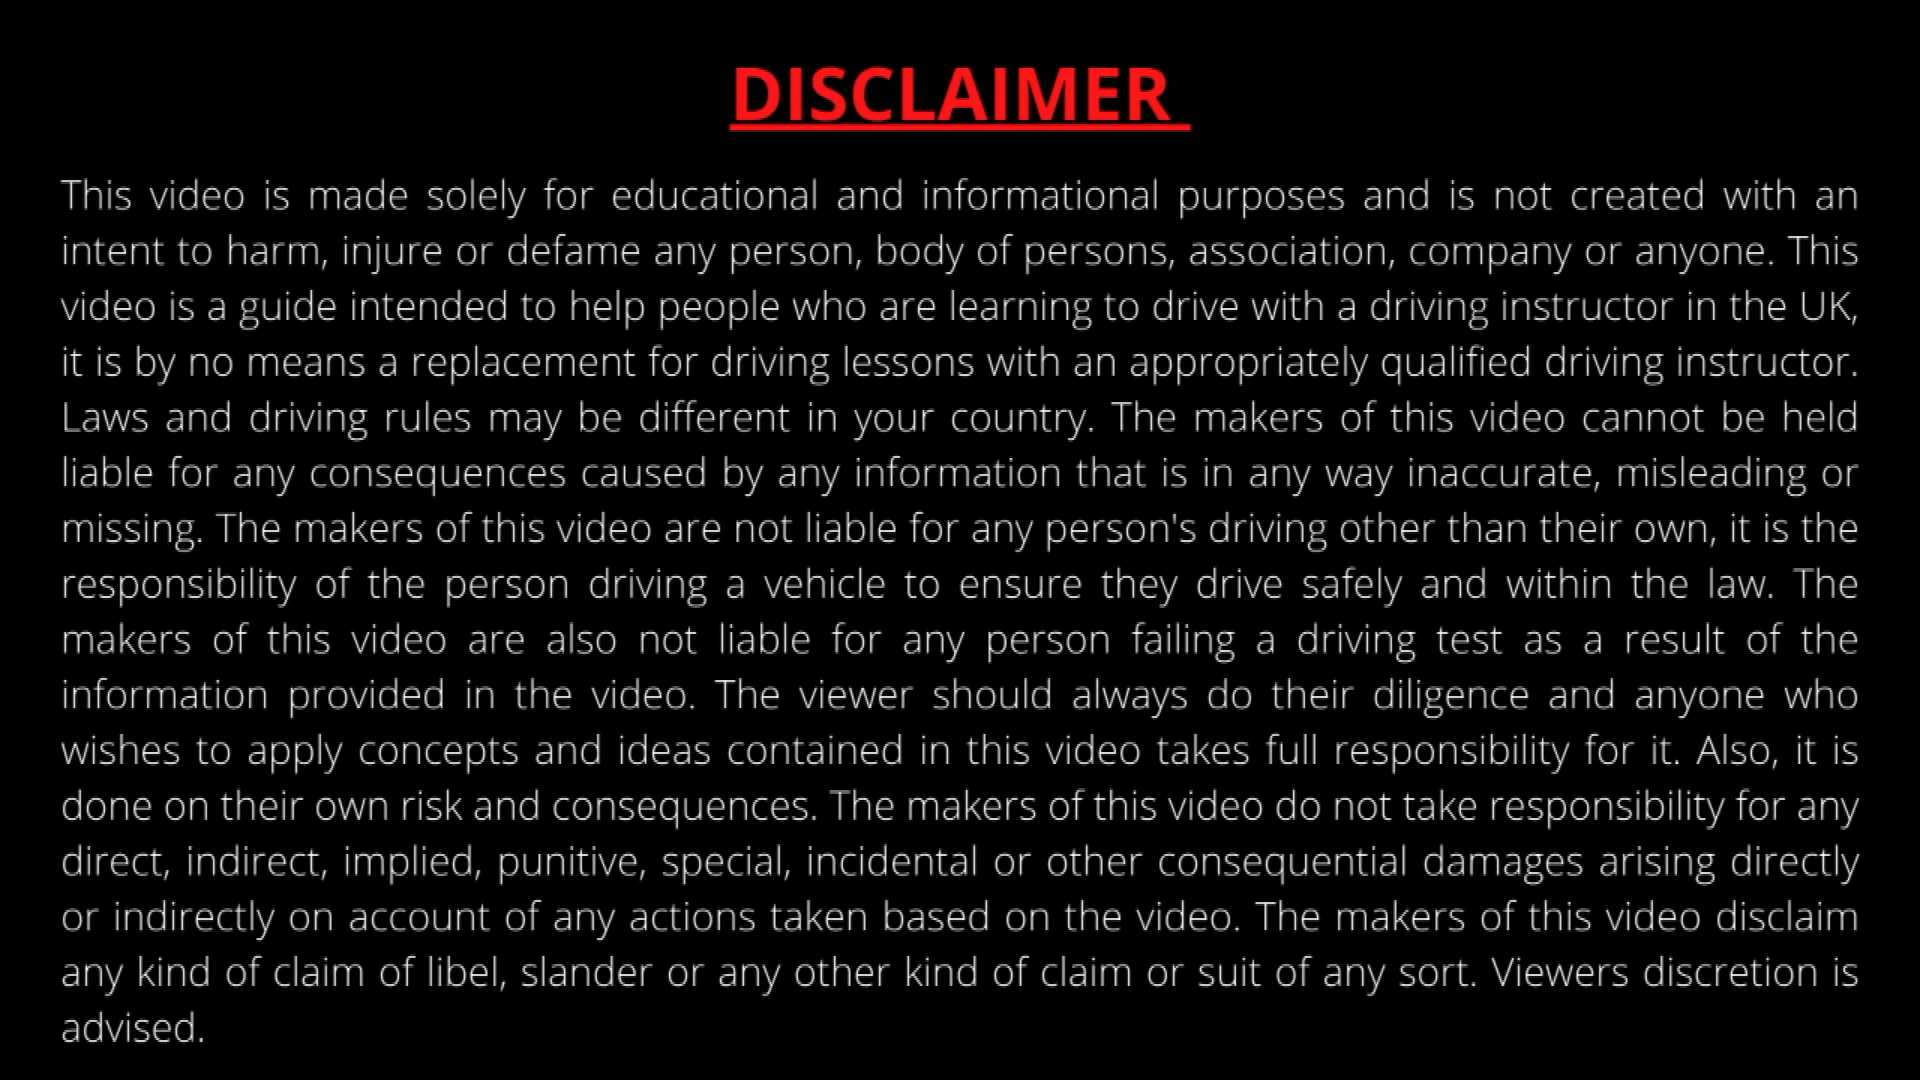 DISCLAIMER
This video is made solely for educational and informational purposes and is not created with an
intent to harm, injure or defame any person, body of persons, association, company or anyone. This
video is a guide intended to help people who are learning to drive with a driving instructor in the UK,
it is by no means a replacement for driving lessons with an appropriately qualified driving instructor.
Laws and driving rules may be different in your country. The makers of this video cannot be held
liable for any consequences caused by any information that is in any way inaccurate, misleading or
missing. The makers of this video are not liable for any person's driving other than their own, it is the
responsibility of the person driving a vehicle to ensure they drive safely and within the law. The
makers of this video are also not liable for any person failing a driving test as a result of the
information provided in the video. The viewer should always do their diligence and anyone who
wishes to apply concepts and ideas contained in this video takes full responsibility for it. Also, it is
done on their own risk and consequences. The makers of this video do not take responsibility for any
direct, indirect, implied, punitive, special, incidental or other consequential damages arising directly
or indirectly on account of any actions taken based on the video. The makers of this video disclaim
any kind of claim of libel, slander or any other kind of claim or suit of any sort. Viewers discretion is
advised.